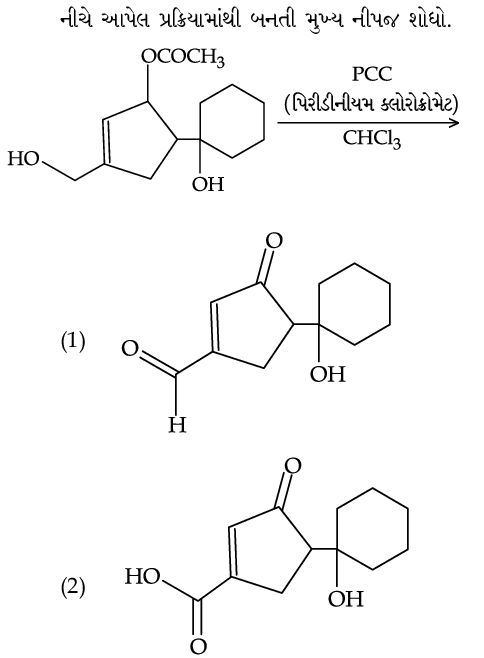 નીચે આપેલ પ્રક્રિયામાંથી બનતી મુખ્ય નીપજ શોધો.
OCOCH₃
PCC
(પિરીડીનીયમ ક્લોરોક્રોમેટ)
CHCl₃
HO
OH
O
(1)
O
OH
H
O
(2)
HO
OH
O